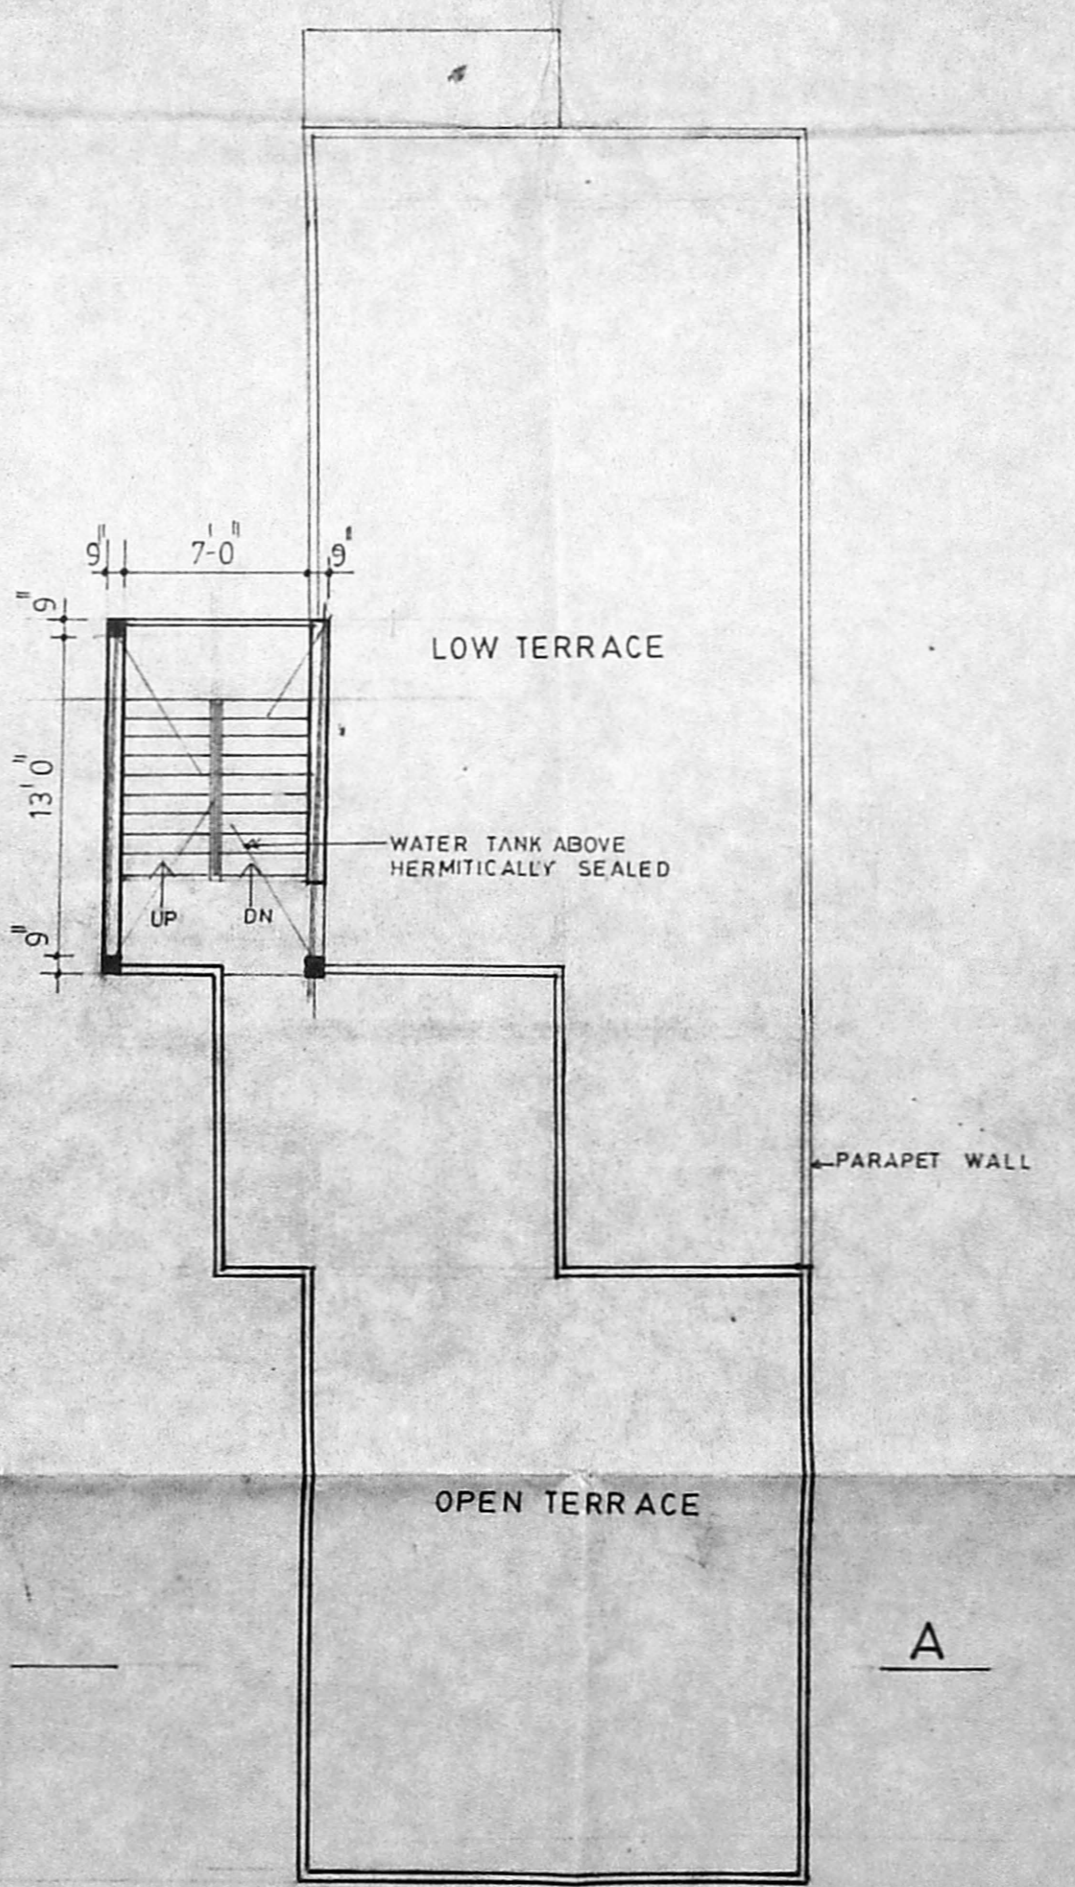 9" 7'-0" 9"
9"
LOW TERRACE
13'0"
WATER TANK ABOVE
HERMITICALLY SEALED
UP DN
9"
PARAPET WALL
OPEN TERRACE
A